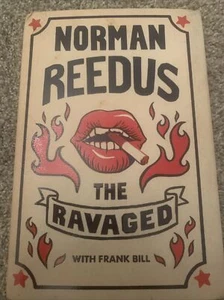 NORMAN
REEDUS
THE
RAVAGED
WITH FRANK BILL